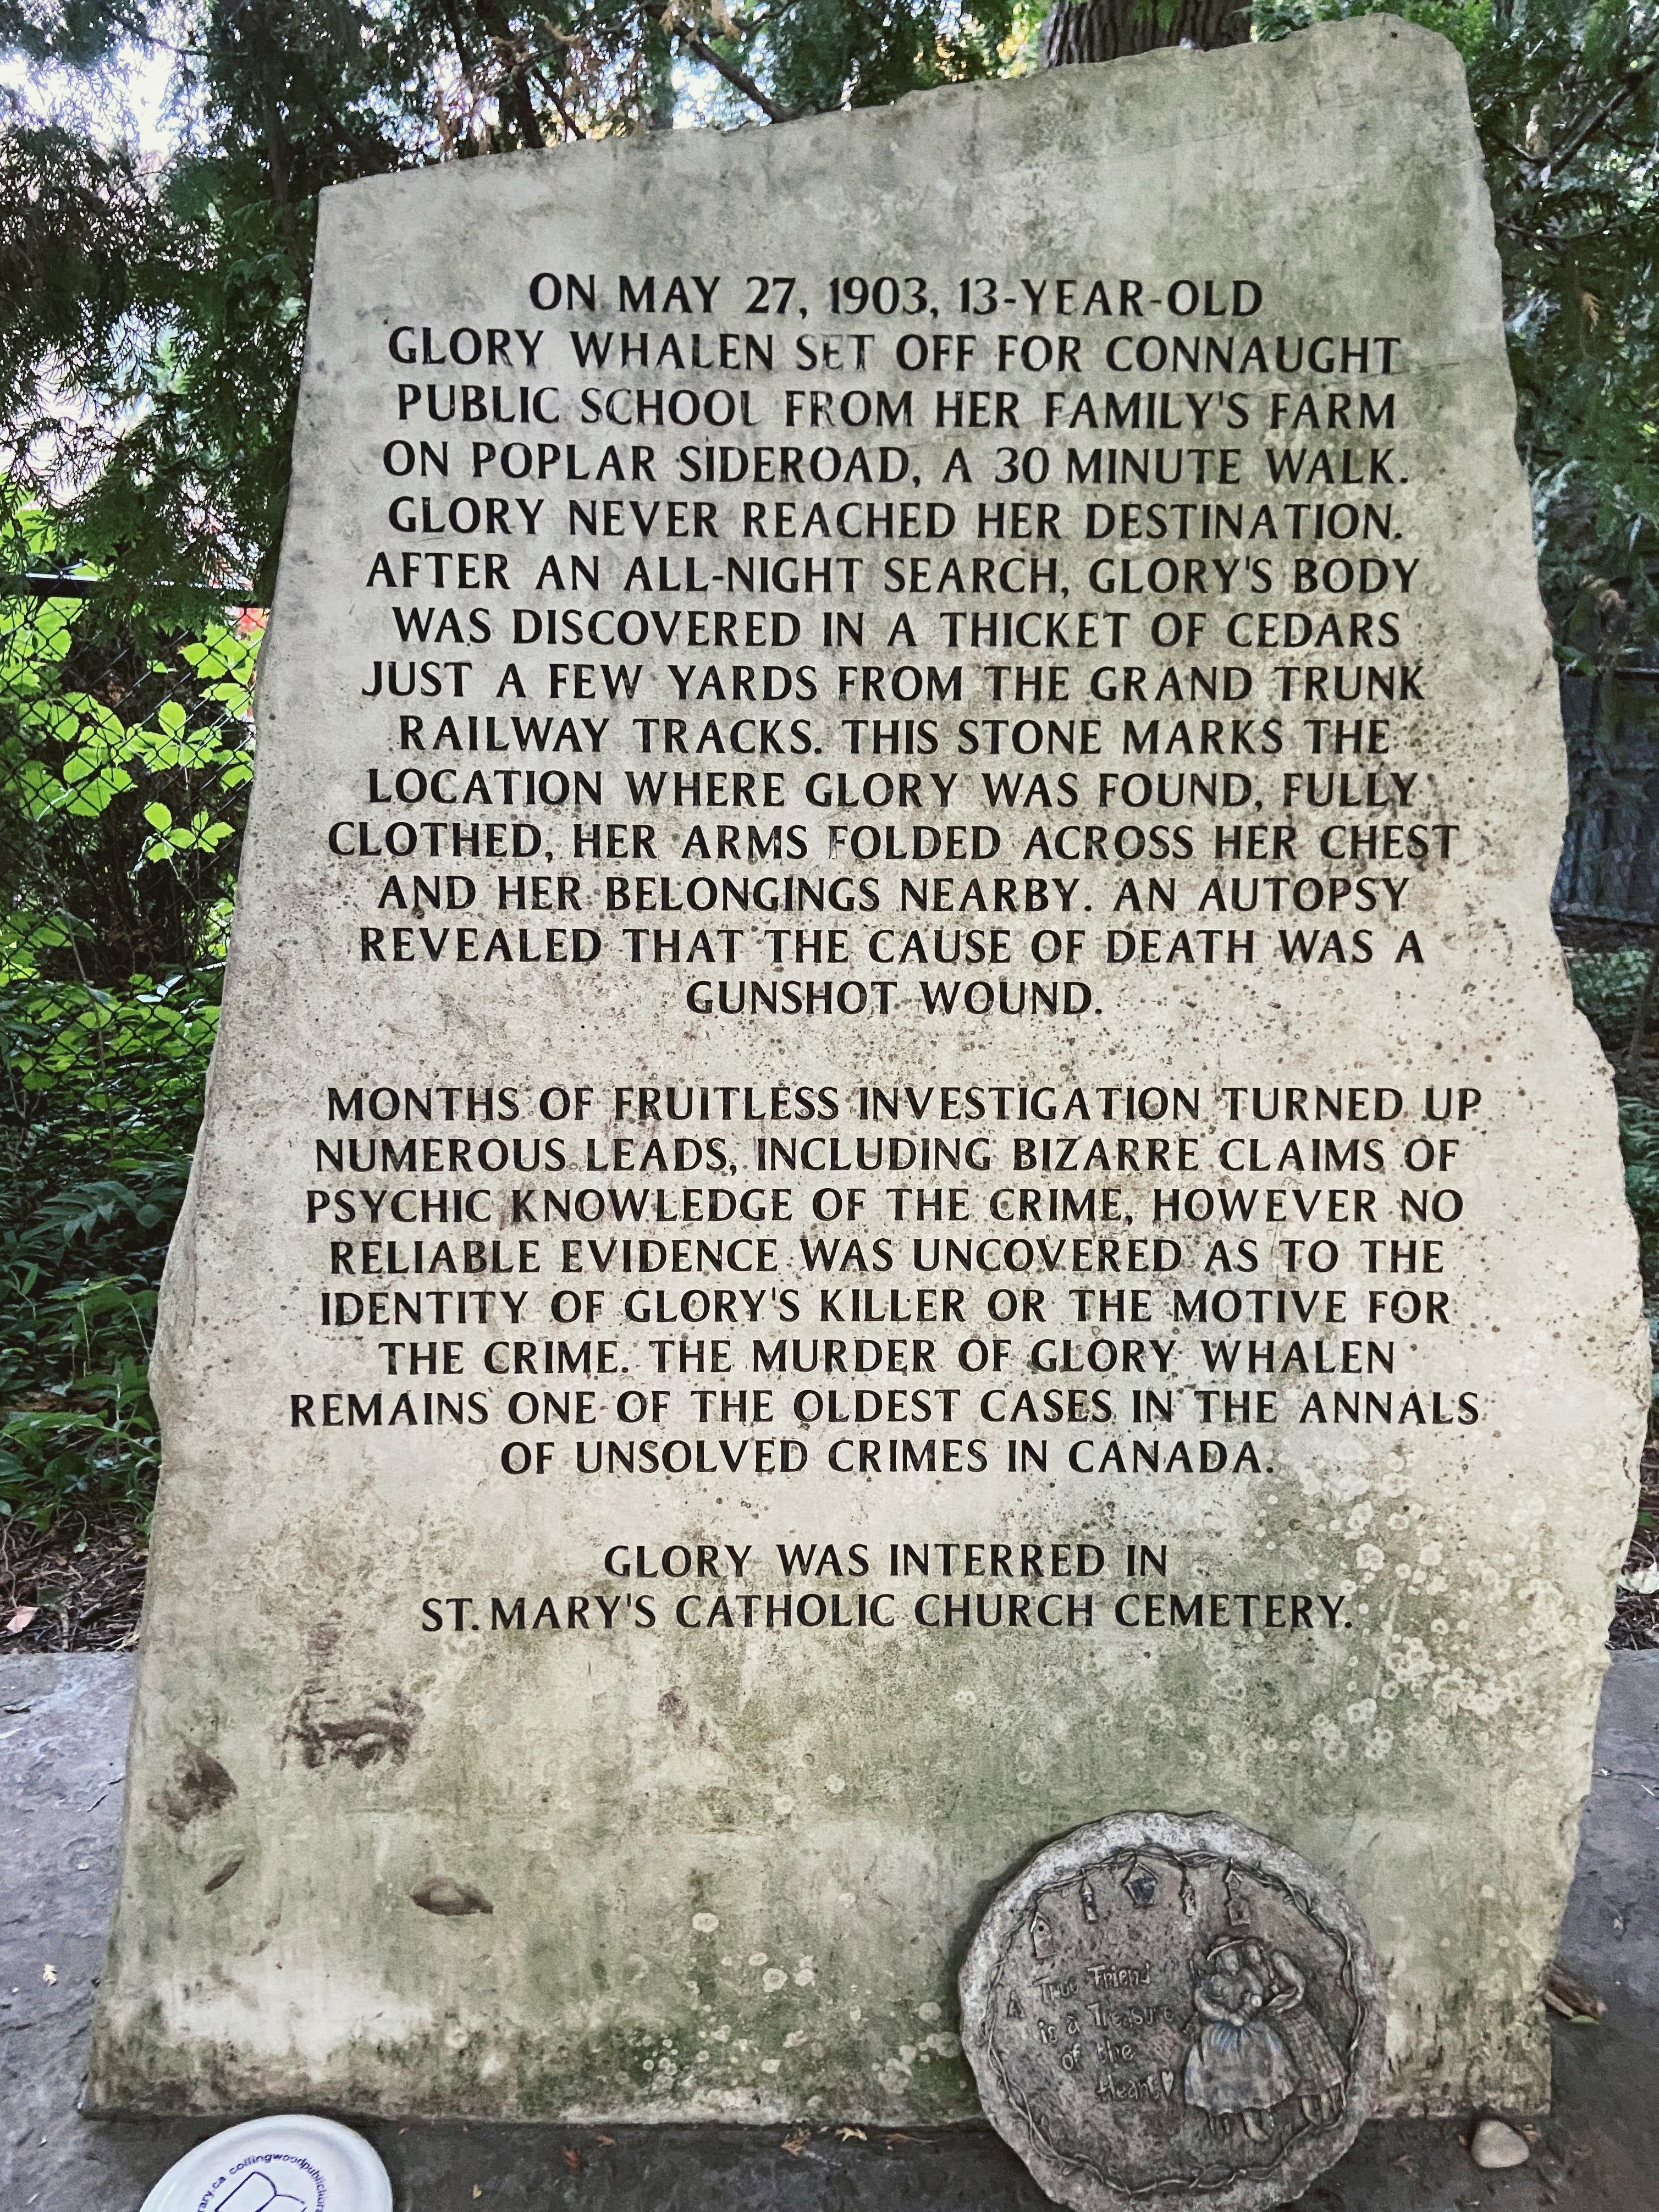 ON MAY 27, 1903, 13-YEAR-OLD
GLORY WHALEN SET OFF FOR CONNAUGHT
PUBLIC SCHOOL FROM HER FAMILY'S FARM
ON POPLAR SIDEROAD, A 30 MINUTE WALK.
GLORY NEVER REACHED HER DESTINATION.
AFTER AN ALL-NIGHT SEARCH, GLORY'S BODY
WAS DISCOVERED IN A THICKET OF CEDARS
JUST A FEW YARDS FROM THE GRAND TRUNK
RAILWAY TRACKS. THIS STONE MARKS THE
LOCATION WHERE GLORY WAS FOUND, FULLY
CLOTHED, HER ARMS FOLDED ACROSS HER CHEST
AND HER BELONGINGS NEARBY. AN AUTOPSY
REVEALED THAT THE CAUSE OF DEATH WAS A
GUNSHOT WOUND.
MONTHS OF FRUITLESS INVESTIGATION TURNED UP
NUMEROUS LEADS, INCLUDING BIZARRE CLAIMS OF
PSYCHIC KNOWLEDGE OF THE CRIME, HOWEVER NO
RELIABLE EVIDENCE WAS UNCOVERED AS TO THE
IDENTITY OF GLORY'S KILLER OR THE MOTIVE FOR
THE CRIME. THE MURDER OF GLORY WHALEN
REMAINS ONE OF THE OLDEST CASES IN THE ANNALS
OF UNSOLVED CRIMES IN CANADA.
GLORY WAS INTERRED IN
ST. MARY'S CATHOLIC CHURCH CEMETERY.
A True Friend
is a Treasure
of the
Heart